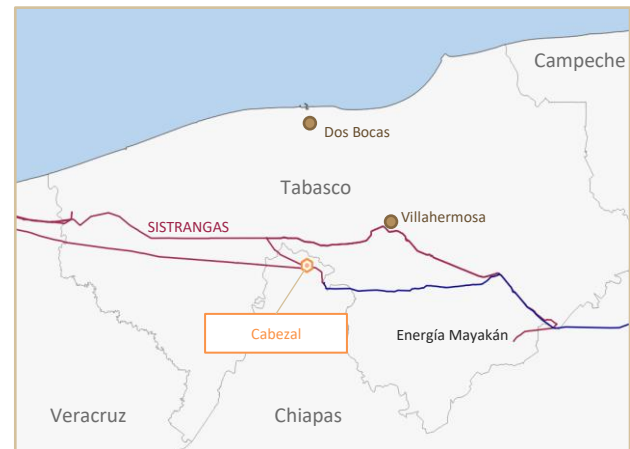 Campeche
Dos Bocas
Tabasco
SISTRANGAS
Villahermosa
Cabezal
Energía Mayakán
Veracruz
Chiapas